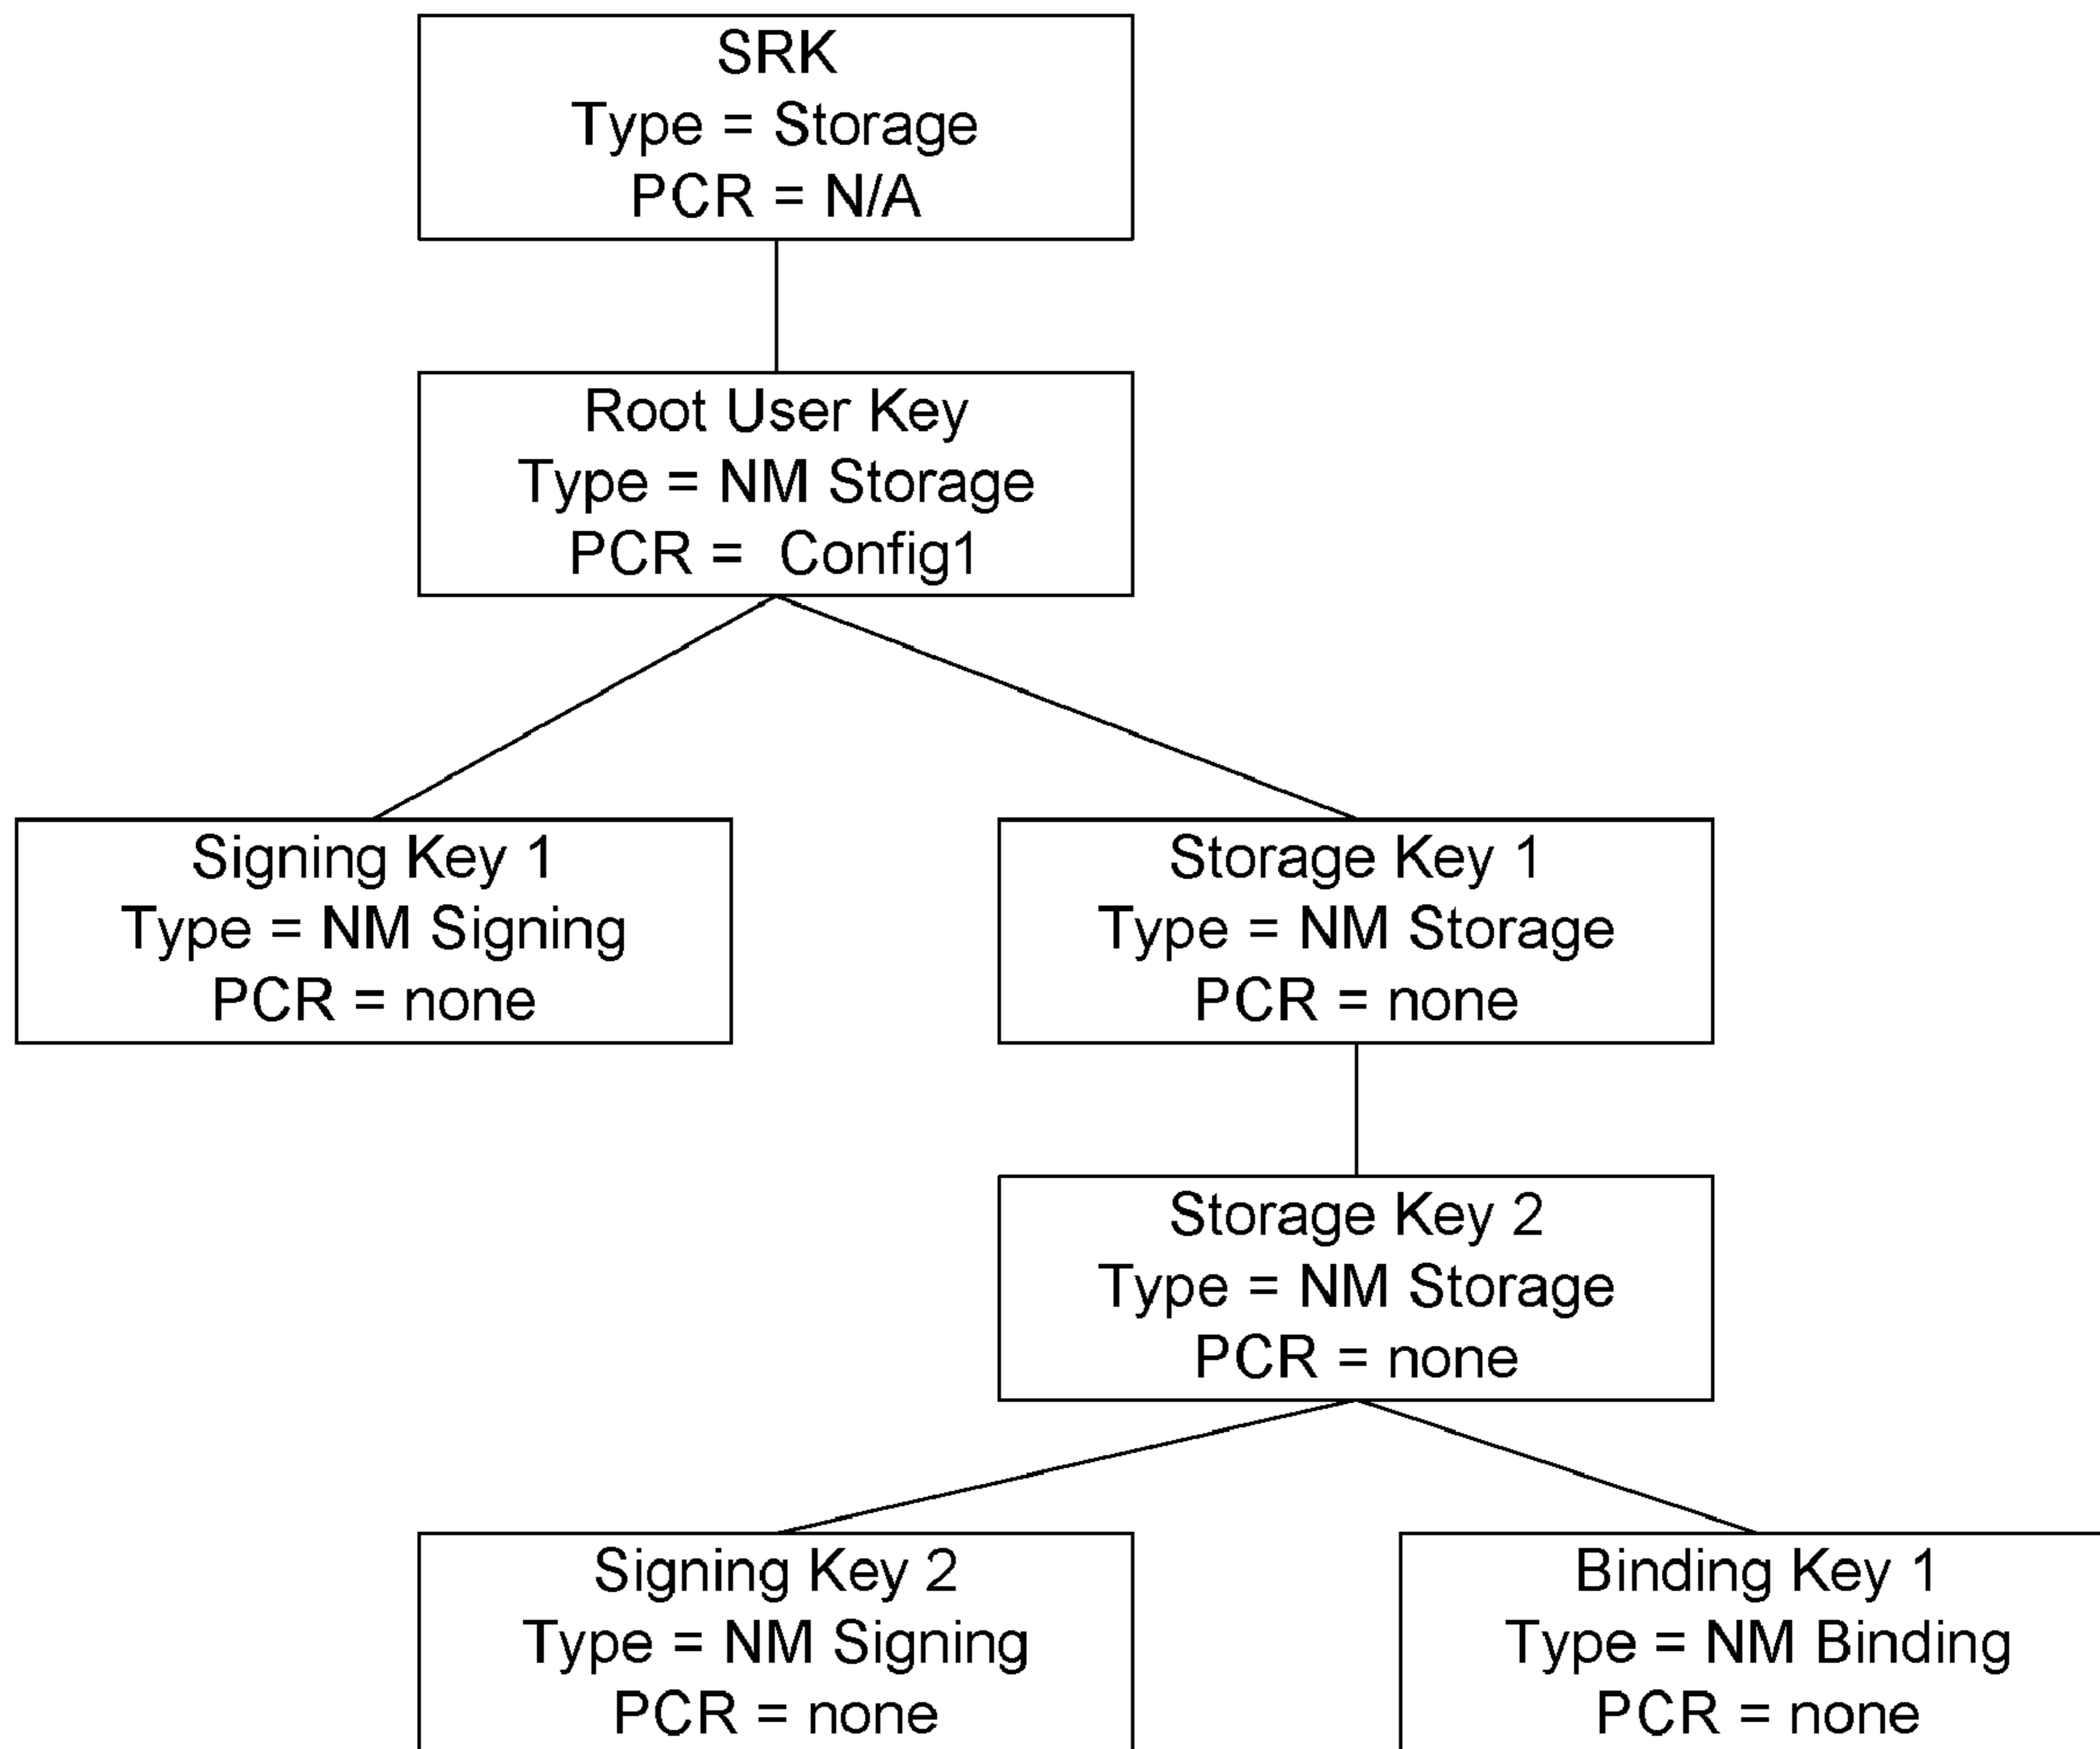 SRK
Type = Storage
PCR = N/A
Root User Key
Type = NM Storage
PCR =  Config1
Signing Key 1
Type = NM Signing
PCR = none
Storage Key 1
Type = NM Storage
PCR = none
Storage Key 2
Type = NM Storage
PCR = none
Signing Key 2
Type = NM Signing
PCR = none
Binding Key 1
Type = NM Binding
PCR = none